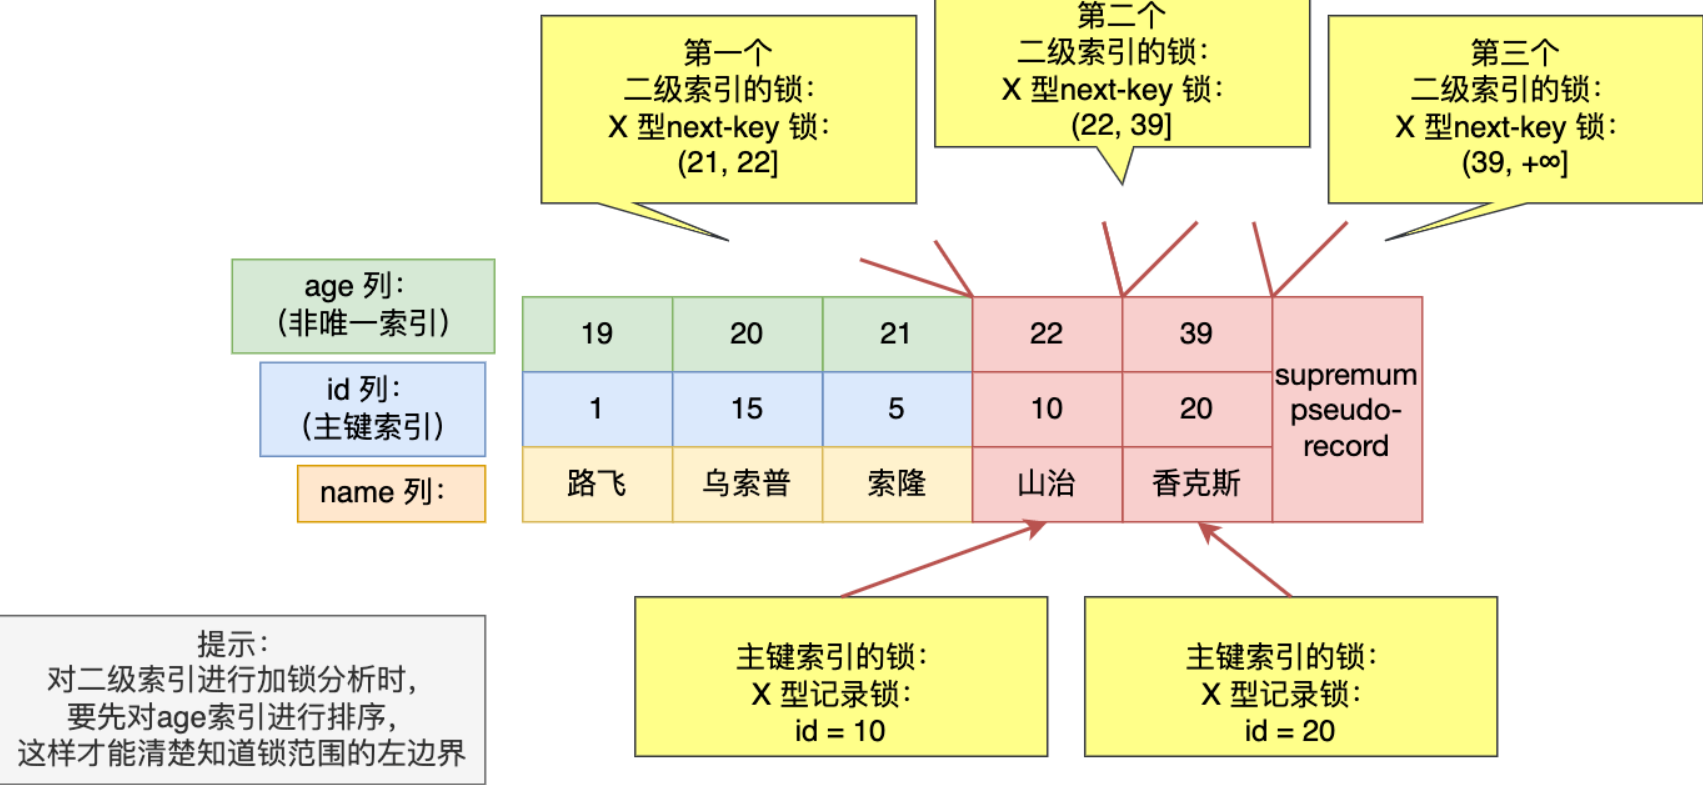 第一个
二级索引的锁：
X 型next-key 锁：
(21, 22]
第二个
二级索引的锁：
X 型next-key 锁：
(22, 39]
第三个
二级索引的锁：
X 型next-key 锁：
(39, +∞]
age 列：
（非唯一索引）
19
20
21
22
39
supremum
pseudo-
record
id 列：
（主键索引）
1
15
5
10
20
name 列：
路飞
乌索普
索隆
山治
香克斯
提示：
对二级索引进行加锁分析时，
要先对age索引进行排序，
这样才能清楚知道锁范围的左边界
主键索引的锁：
X 型记录锁：
id = 10
主键索引的锁：
X 型记录锁：
id = 20